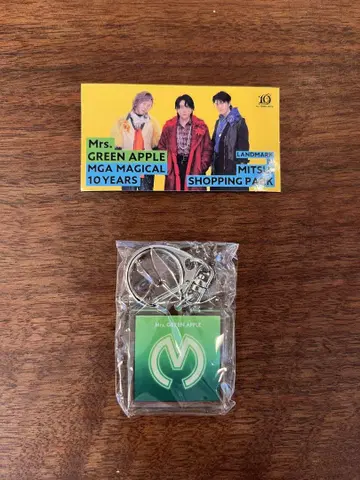 10
Mrs.
GREEN APPLE
MGA MAGICAL
10 YEARS
LANDMARK
MITSUI
SHOPPING PARK
Mrs. GREEN APPLE